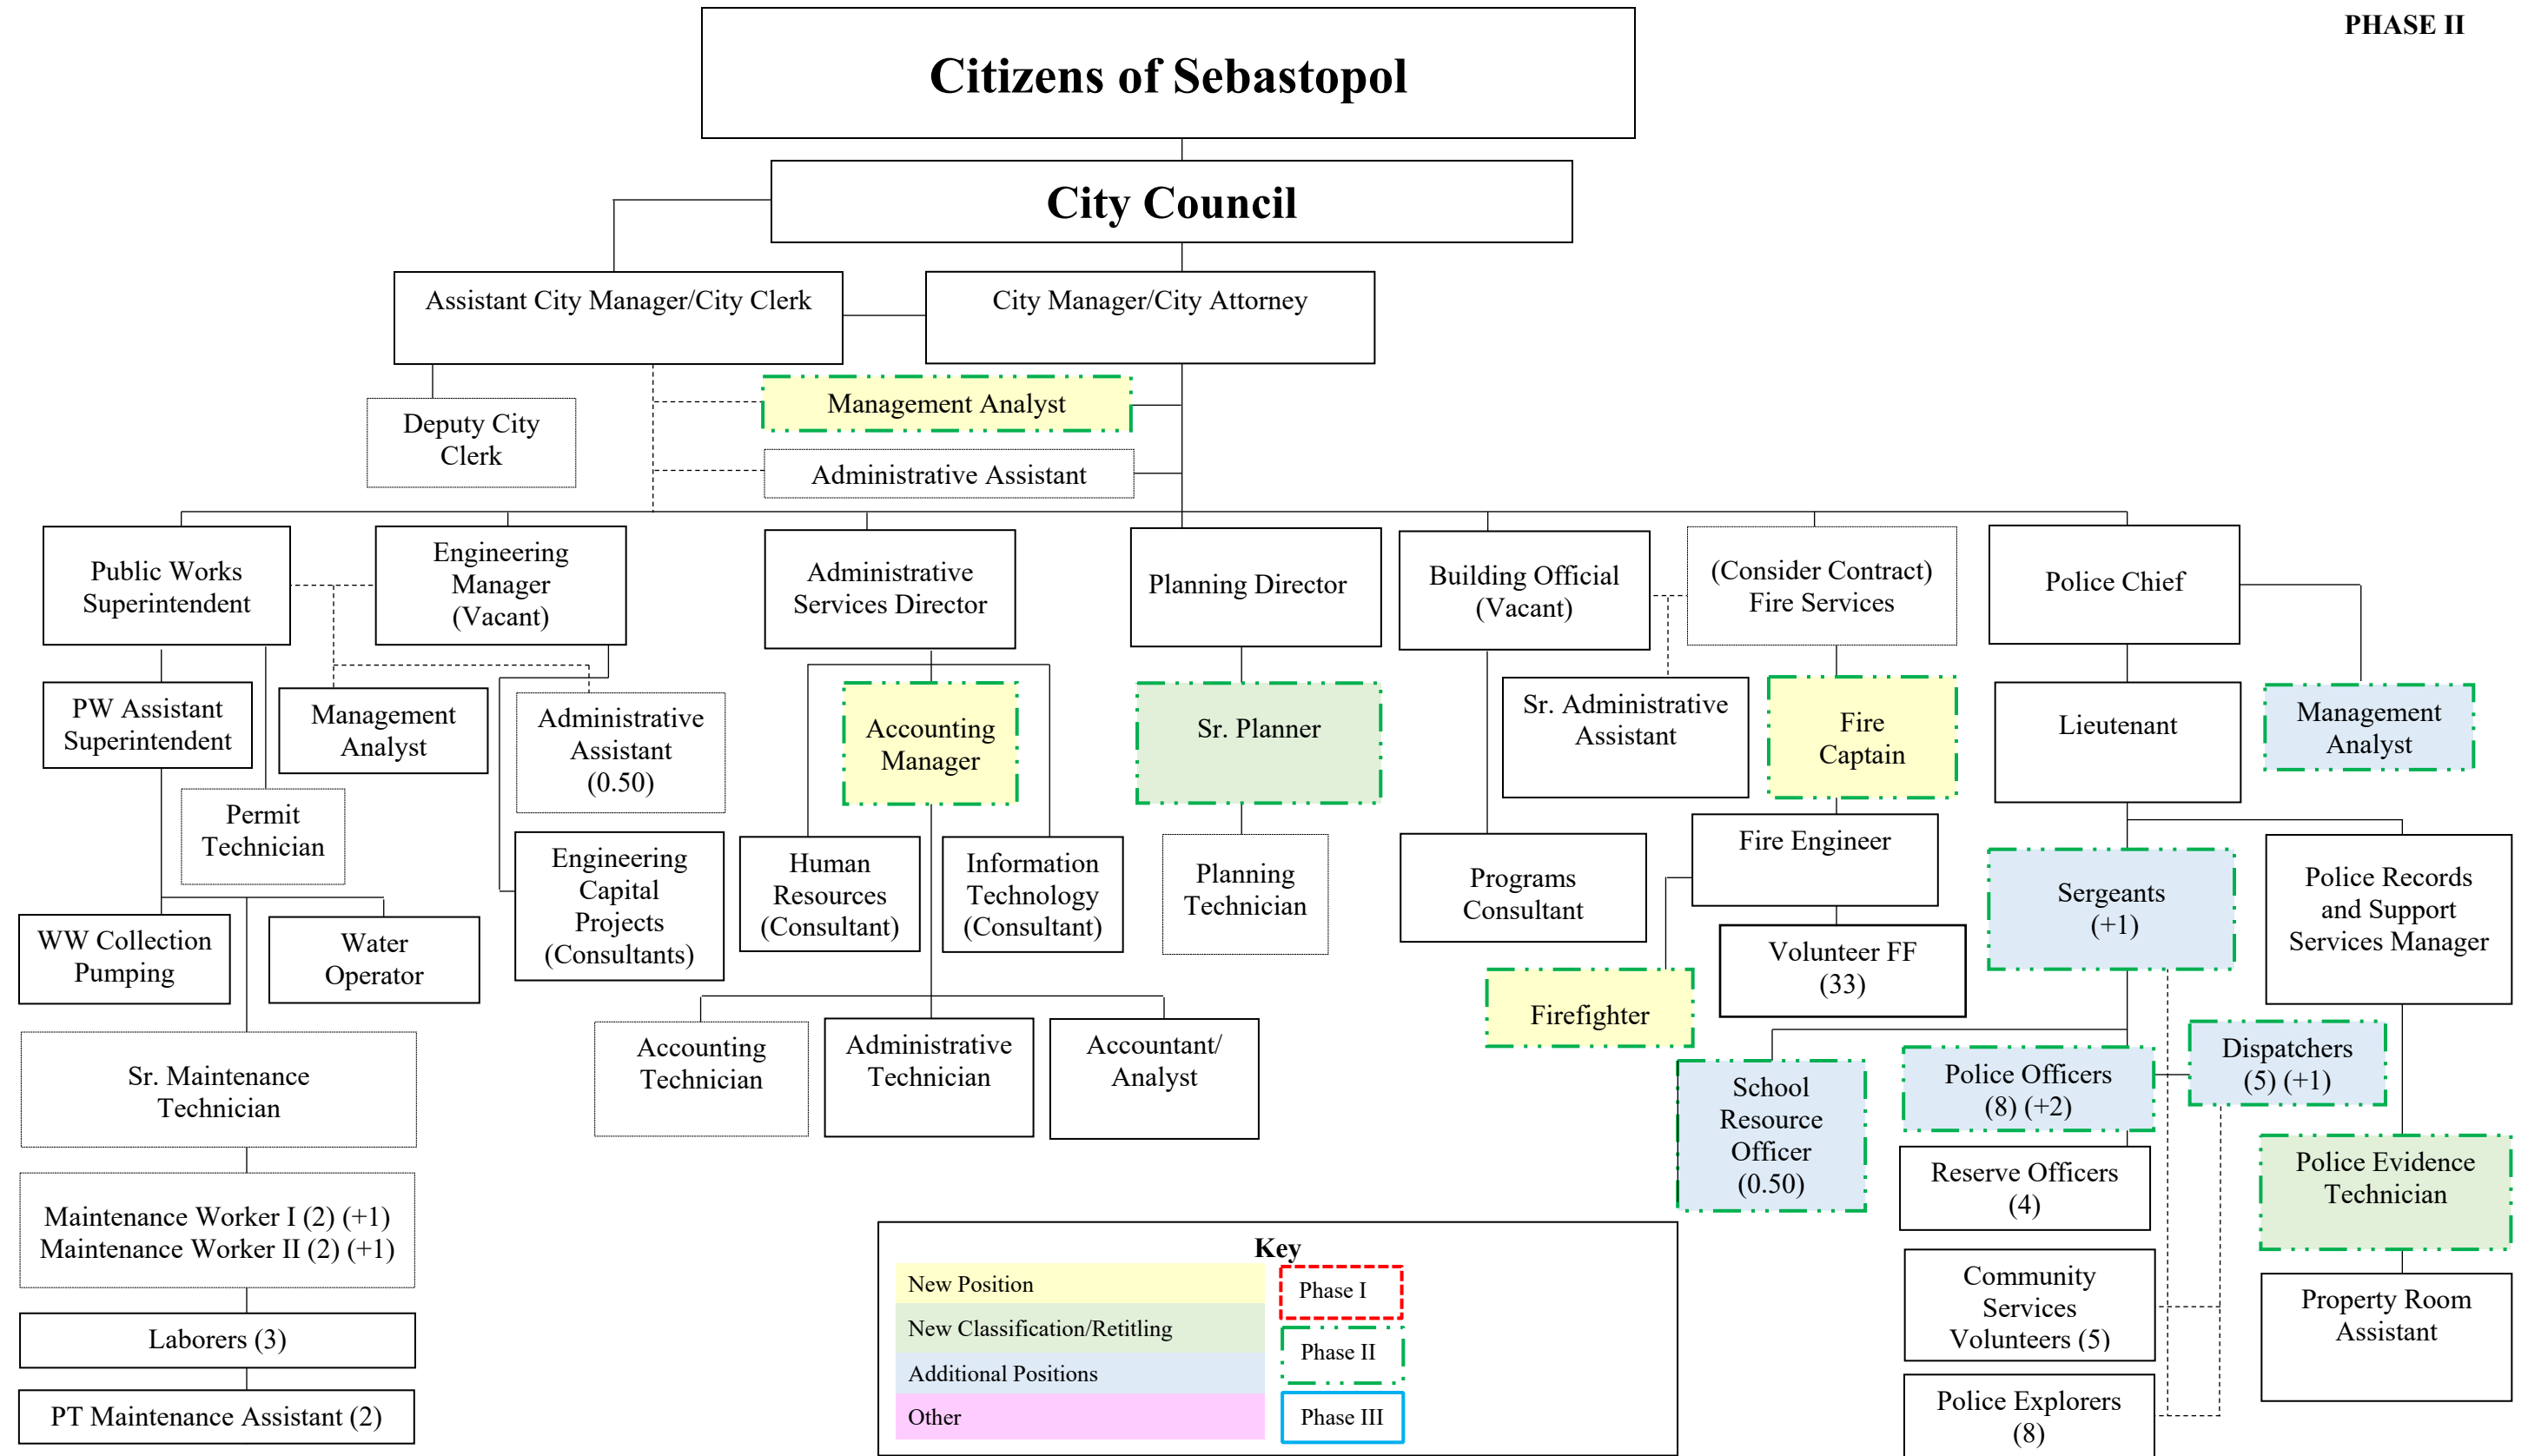 PHASE II
Citizens of Sebastopol
City Council
Assistant City Manager/City Clerk
City Manager/City Attorney
Management Analyst
Deputy City
Clerk
Administrative Assistant
Public Works
Superintendent
Engineering
Manager
(Vacant)
Administrative
Services Director
Planning Director
Building Official
(Vacant)
(Consider Contract)
Fire Services
Police Chief
PW Assistant
Superintendent
Management
Analyst
Administrative
Assistant
(0.50)
Accounting
Manager
Sr. Planner
Sr. Administrative
Assistant
Fire
Captain
Lieutenant
Management
Analyst
Permit
Technician
Engineering
Capital
Projects
(Consultants)
Human
Resources
(Consultant)
Information
Technology
(Consultant)
Planning
Technician
Programs
Consultant
Fire Engineer
Sergeants
(+1)
Police Records
and Support
Services Manager
WW Collection
Pumping
Water
Operator
Volunteer FF
(33)
Firefighter
Sr. Maintenance
Technician
Accounting
Technician
Administrative
Technician
Accountant/
Analyst
School
Resource
Officer
(0.50)
Police Officers
(8) (+2)
Dispatchers
(5) (+1)
Reserve Officers
(4)
Police Evidence
Technician
Maintenance Worker I (2) (+1)
Maintenance Worker II (2) (+1)
Community
Services
Volunteers (5)
Property Room
Assistant
Laborers (3)
PT Maintenance Assistant (2)
Police Explorers
(8)
Key
New Position
New Classification/Retitling
Additional Positions
Other
Phase I
Phase II
Phase III